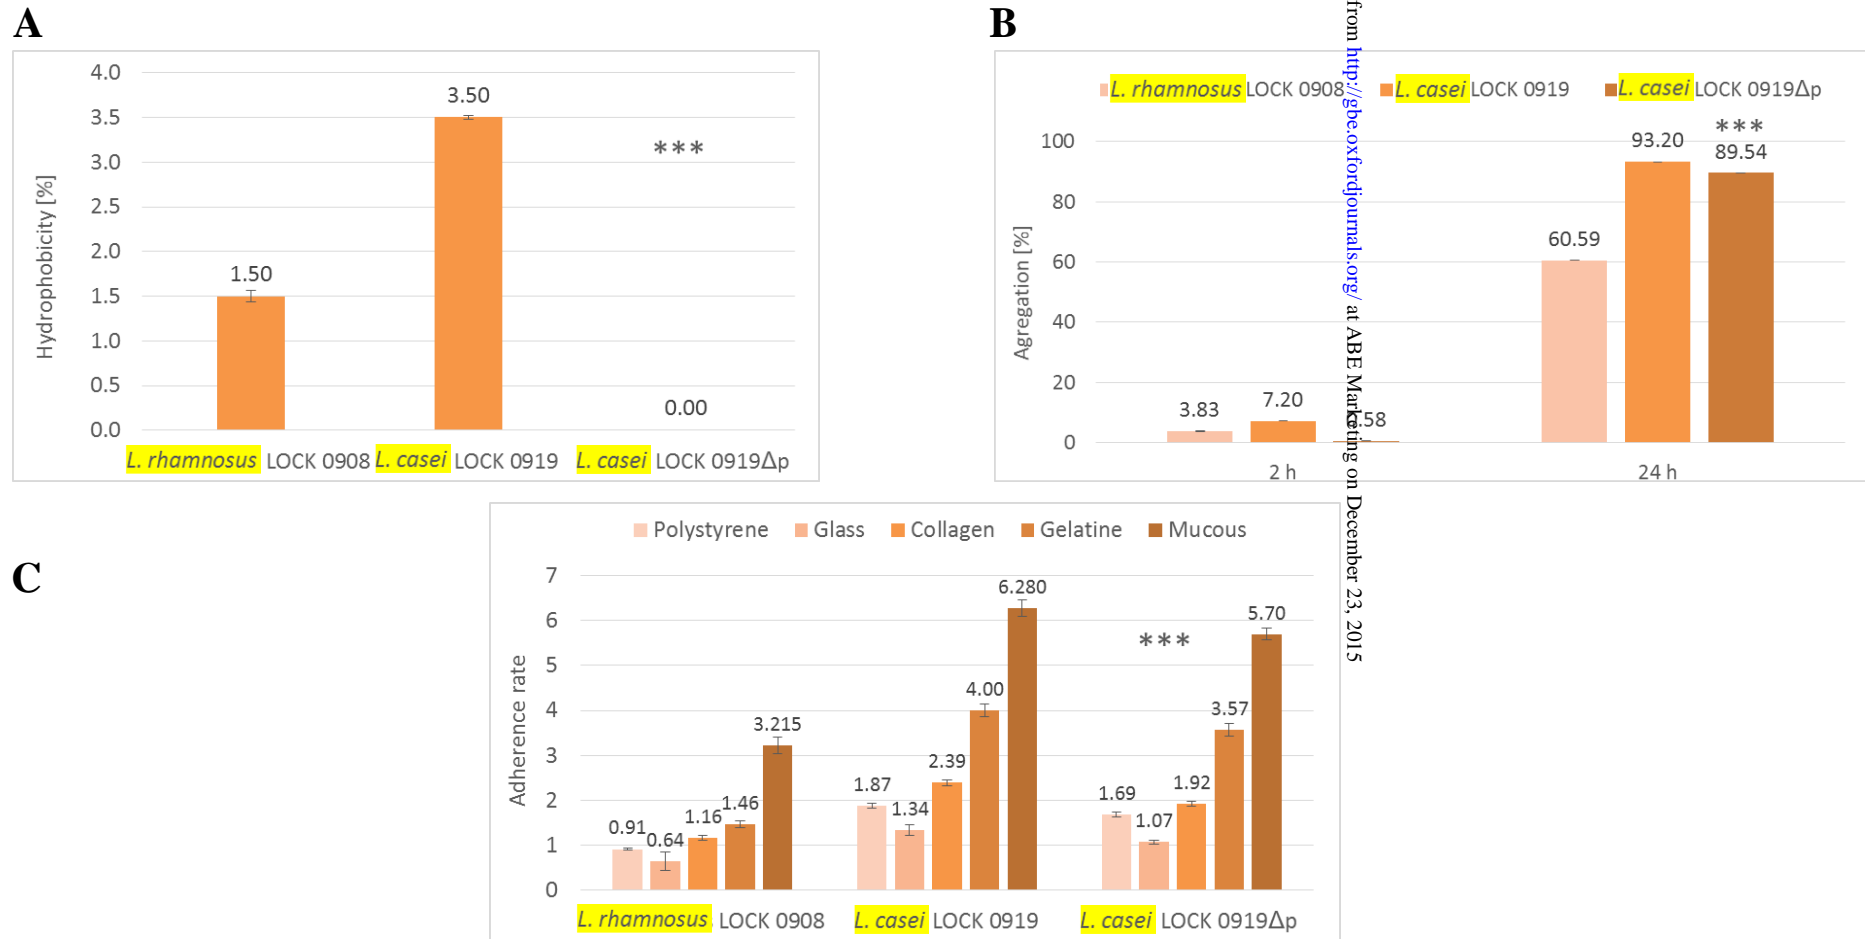 A
4.0
3.5
3.0
2.5
2.0
1.5
1.0
0.5
0.0
Hydrophobicity [%]
1.50
3.50
***
0.00
L. rhamnosus LOCK 0908
L. casei LOCK 0919
L. casei LOCK 0919Δp
B
L. rhamnosus LOCK 0908
L. casei LOCK 0919
L. casei LOCK 0919Δp
100
80
60
40
20
0
Agregation [%]
3.83
7.20
.58
60.59
93.20
***
89.54
2 h
24 h
from http://gbe.oxfordjournals.org/ at ABE Marketing on December 23, 2015
C
Polystyrene
Glass
Collagen
Gelatine
Mucous
7
6
5
4
3
2
1
0
Adherence rate
0.91
0.64
1.16
1.46
3.215
1.87
1.34
2.39
4.00
6.280
***
1.69
1.07
1.92
3.57
5.70
L. rhamnosus LOCK 0908
L. casei LOCK 0919
L. casei LOCK 0919Δp